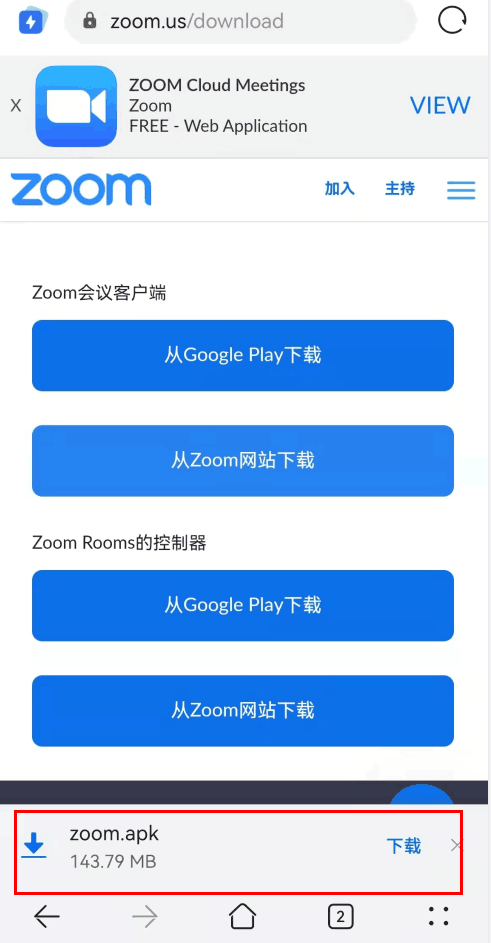 zoom.us/download
X
ZOOM Cloud Meetings
Zoom
FREE - Web Application
VIEW
zoom
加入
主持
Zoom会议客户端
从Google Play下载
从Zoom网站下载
Zoom Rooms的控制器
从Google Play下载
从Zoom网站下载
zoom.apk
下载
143.79 MB
2